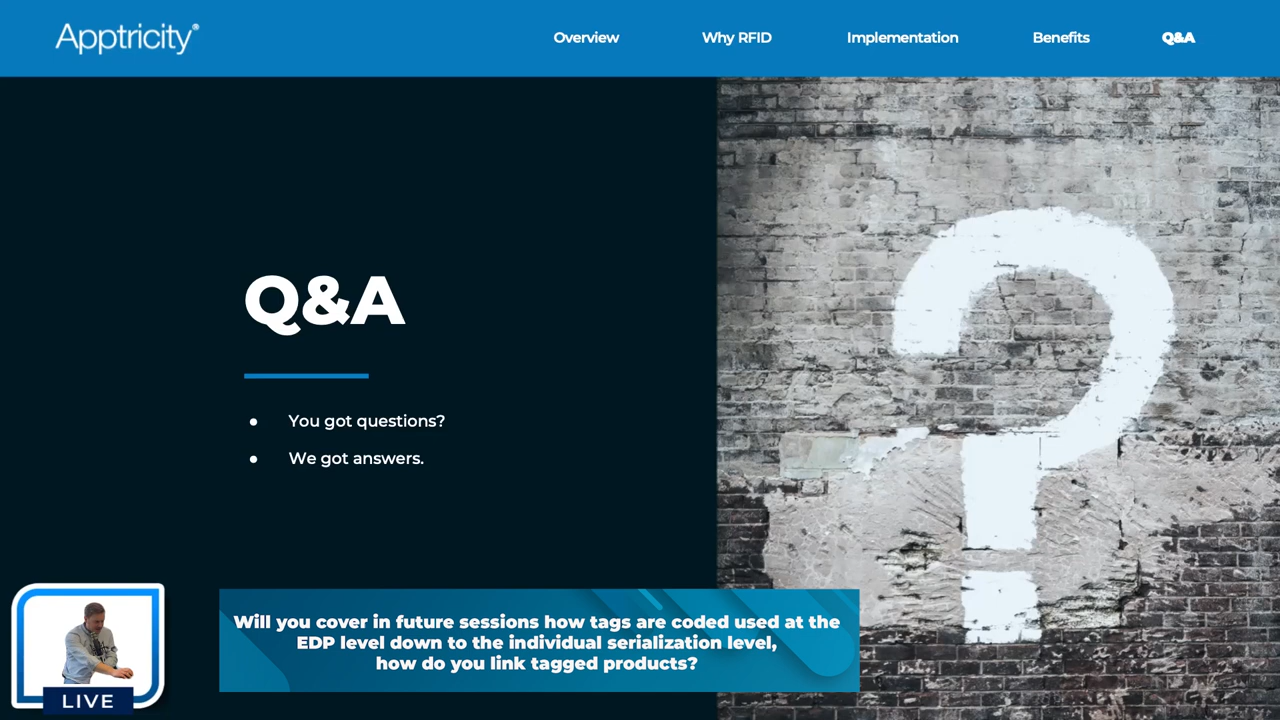 Apptricity®
Overview Why RFID Implementation Benefits Q&A
Q&A
● You got questions?
● We got answers.
Will you cover in future sessions how tags are coded used at the
EDP level down to the individual serialization level,
how do you link tagged products?
LIVE